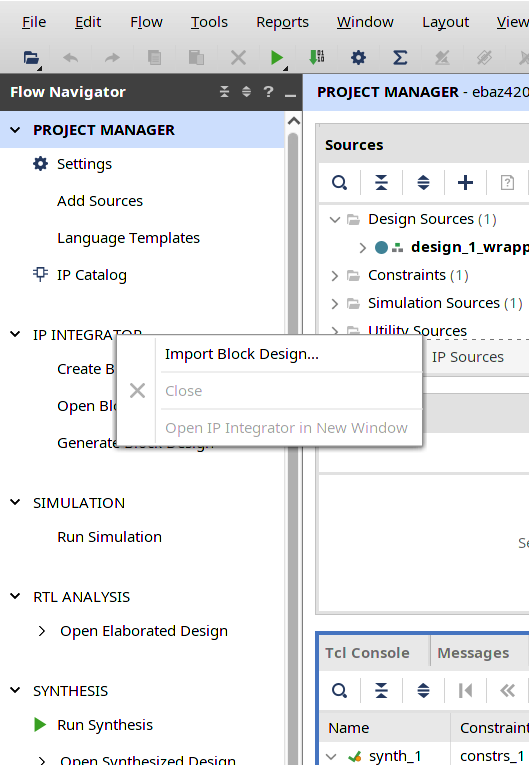 File Edit Flow Tools Reports Window Layout View
Flow Navigator
PROJECT MANAGER
Settings
Add Sources
Language Templates
IP Catalog
IP INTEGRATOR
Create B
Open Blo
Generate Block Design
SIMULATION
Run Simulation
RTL ANALYSIS
Open Elaborated Design
SYNTHESIS
Run Synthesis
Open Synthesized Design
Import Block Design...
Close
Open IP Integrator in New Window
PROJECT MANAGER - ebaz420
Sources
Design Sources (1)
design_1_wrapp
Constraints (1)
Simulation Sources (1)
Utility Sources
IP Sources
Se
Tcl Console Messages
Name Constraint
synth_1 constrs_1